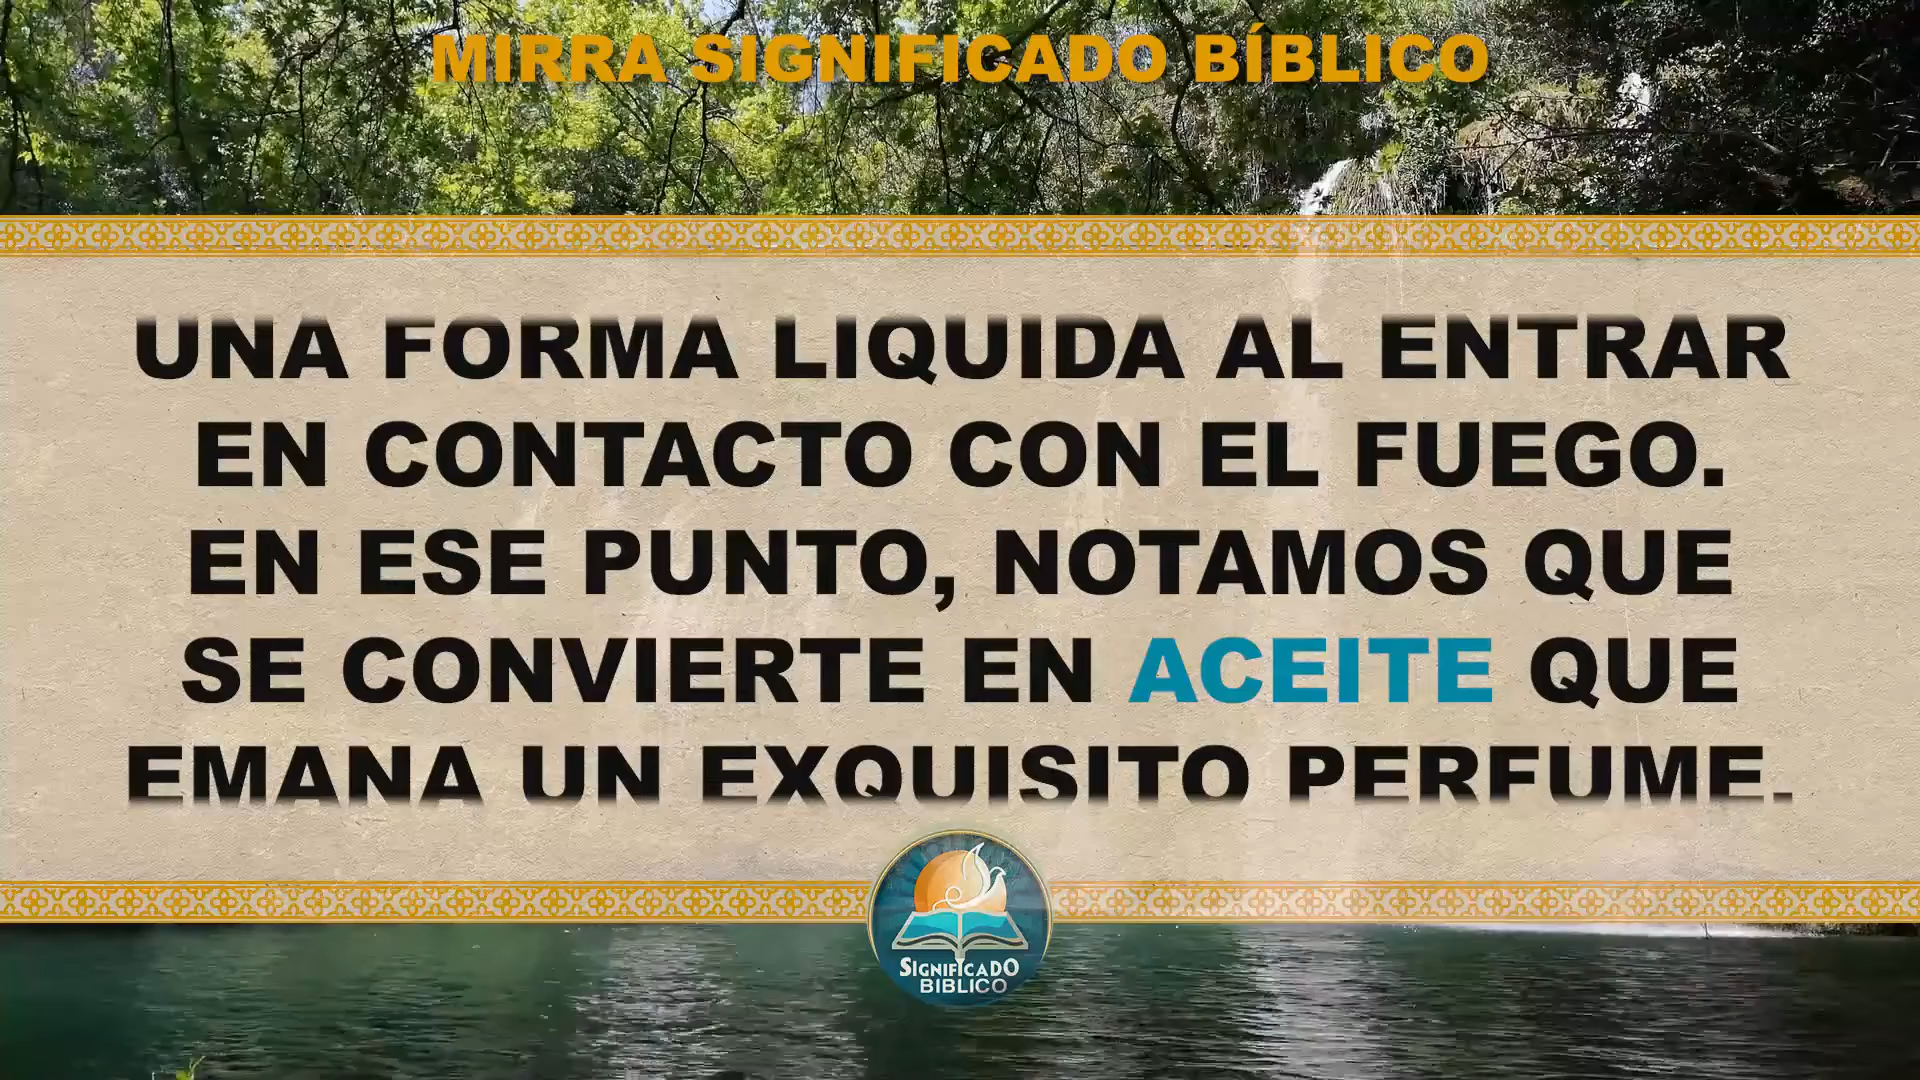 MIRRA SIGNIFICADO BÍBLICO
UNA FORMA LIQUIDA AL ENTRAR
EN CONTACTO CON EL FUEGO.
EN ESE PUNTO, NOTAMOS QUE
SE CONVIERTE EN ACEITE QUE
EMANA UN EXQUISITO PERFUME.
SIGNIFICADO
BIBLICO